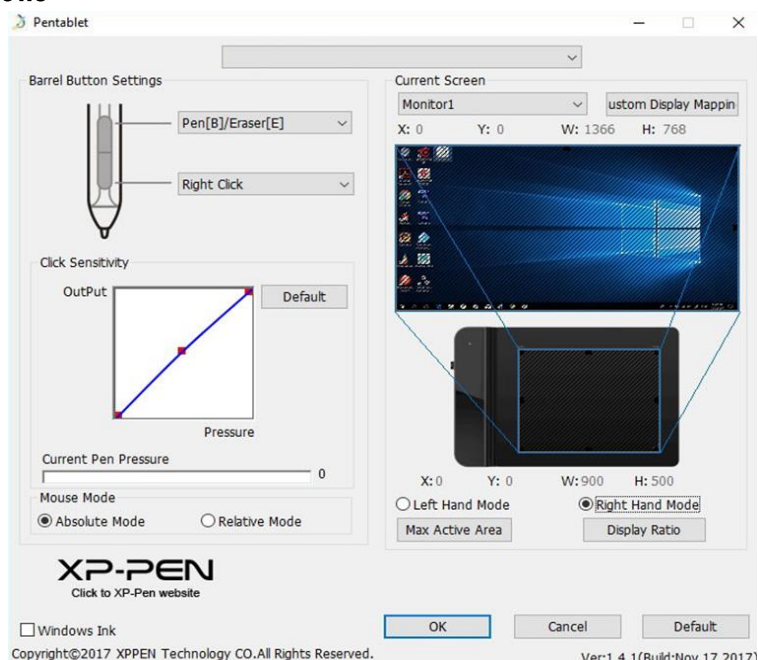 Pentablet
Barrel Button Settings
Pen[B]/Eraser[E]
Right Click
Click Sensitivity
OutPut
Default
Pressure
Current Pen Pressure
0
Mouse Mode
Absolute Mode
Relative Mode
XP-PEN
Click to XP-Pen website
Windows Ink
Copyright©2017 XPPEN Technology CO.All Rights Reserved.
Current Screen
Monitor1
ustom Display Mappin
X: 0 Y: 0 W: 1366 H: 768
X: 0 Y: 0 W: 900 H: 500
Left Hand Mode
Right Hand Mode
Max Active Area
Display Ratio
OK
Cancel
Default
Ver:1.4.1(Build:Nov 17 2017)